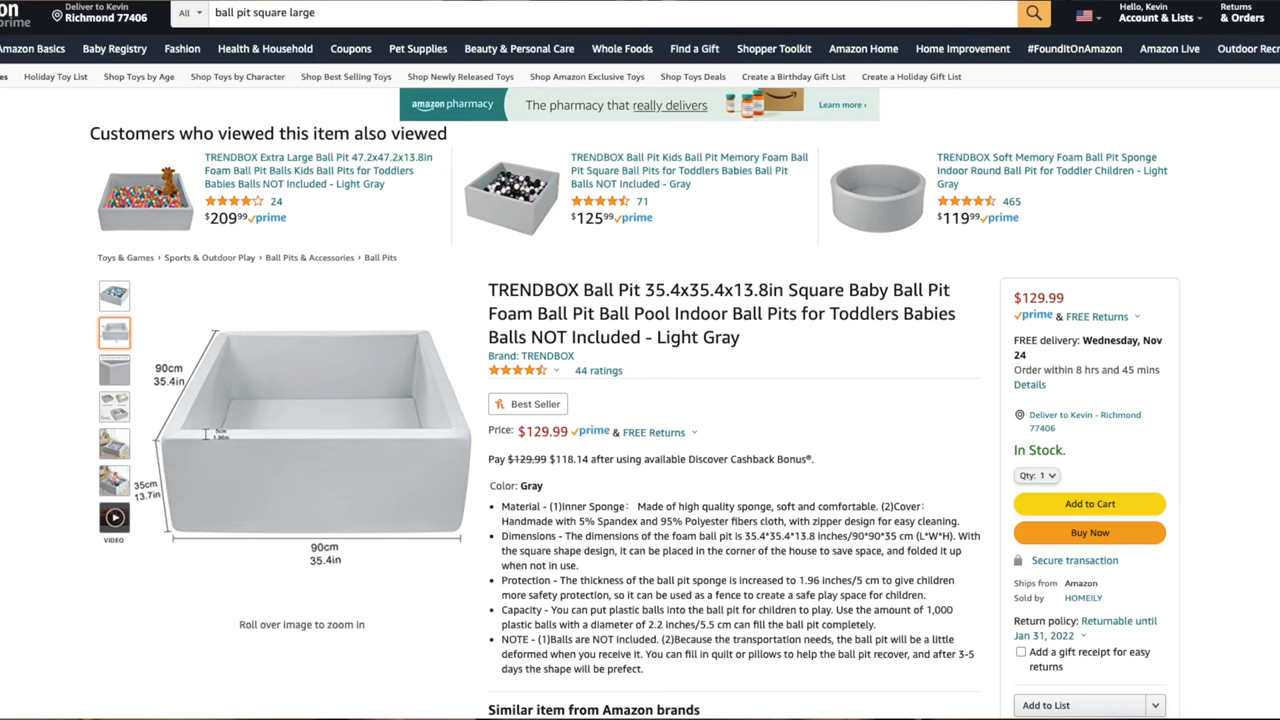 on
prime
Deliver to Kevin
Richmond 77406
All
ball pit square large
Hello, Kevin
Account & Lists
Returns
& Orders
Amazon Basics Baby Registry Fashion Health & Household Coupons Pet Supplies Beauty & Personal Care Whole Foods Find a Gift Shopper Toolkit Amazon Home Home Improvement #FoundItOnAmazon Amazon Live Outdoor Rec
es Holiday Toy List Shop Toys by Age Shop Toys by Character Shop Best Selling Toys Shop Newly Released Toys Shop Amazon Exclusive Toys Shop Toys Deals Create a Birthday Gift List Create a Holiday Gift List
amazon pharmacy The pharmacy that really delivers Learn more ›
Customers who viewed this item also viewed
TRENDBOX Extra Large Ball Pit 47.2x47.2x13.8in
Foam Ball Pit Balls Kids Ball Pits for Toddlers
Babies Balls NOT Included - Light Gray
24
$209.99 prime
TRENDBOX Ball Pit Kids Ball Pit Memory Foam Ball
Pit Square Ball Pits for Toddlers Babies Ball Pit
Balls NOT Included - Gray
71
$125.99 prime
TRENDBOX Soft Memory Foam Ball Pit Sponge
Indoor Round Ball Pit for Toddler Children - Light
Gray
465
$119.99 prime
Toys & Games › Sports & Outdoor Play › Ball Pits & Accessories › Ball Pits
VIDEO
90cm
35.4in
5cm
1.96in
35cm
13.7in
90cm
35.4in
Roll over image to zoom in
TRENDBOX Ball Pit 35.4x35.4x13.8in Square Baby Ball Pit
Foam Ball Pit Ball Pool Indoor Ball Pits for Toddlers Babies
Balls NOT Included - Light Gray
Brand: TRENDBOX
44 ratings
Best Seller
Price: $129.99 prime & FREE Returns
Pay $129.99 $118.14 after using available Discover Cashback Bonus®.
Color: Gray
• Material - (1)Inner Sponge： Made of high quality sponge, soft and comfortable. (2)Cover：
Handmade with 5% Spandex and 95% Polyester fibers cloth, with zipper design for easy cleaning.
• Dimensions - The dimensions of the foam ball pit is 35.4*35.4*13.8 inches/90*90*35 cm (L*W*H). With
the square shape design, it can be placed in the corner of the house to save space, and folded it up
when not in use.
• Protection - The thickness of the ball pit sponge is increased to 1.96 inches/5 cm to give children
more safety protection, so it can be used as a fence to create a safe play space for children.
• Capacity - You can put plastic balls into the ball pit for children to play. Use the amount of 1,000
plastic balls with a diameter of 2.2 inches/5.5 cm can fill the ball pit completely.
• NOTE - (1)Balls are NOT included. (2)Because the transportation needs, the ball pit will be a little
deformed when you receive it. You can fill in quilt or pillows to help the ball pit recover, and after 3-5
days the shape will be prefect.
Similar item from Amazon brands
$129.99
prime & FREE Returns
FREE delivery: Wednesday, Nov
24
Order within 8 hrs and 45 mins
Details
Deliver to Kevin - Richmond
77406
In Stock.
Qty: 1
Add to Cart
Buy Now
Secure transaction
Ships from Amazon
Sold by HOMEILY
Return policy: Returnable until
Jan 31, 2022
Add a gift receipt for easy
returns
Add to List